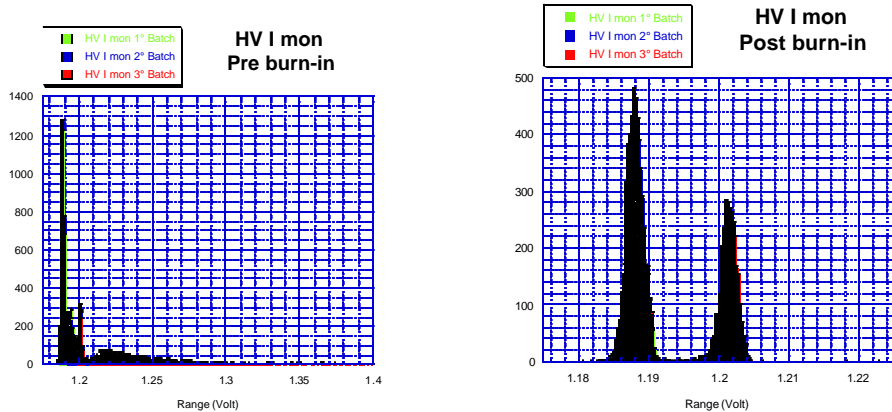 HV I mon 1° Batch
HV I mon 2° Batch
HV I mon 3° Batch
HV I mon
Pre burn-in
1400
1200
1000
800
600
400
200
0
1.2
1.25
1.3
1.35
1.4
Range (Volt)
HV I mon 1° Batch
HV I mon 2° Batch
HV I mon 3° Batch
HV I mon
Post burn-in
500
400
300
200
100
0
1.18
1.19
1.2
1.21
1.22
Range (Volt)